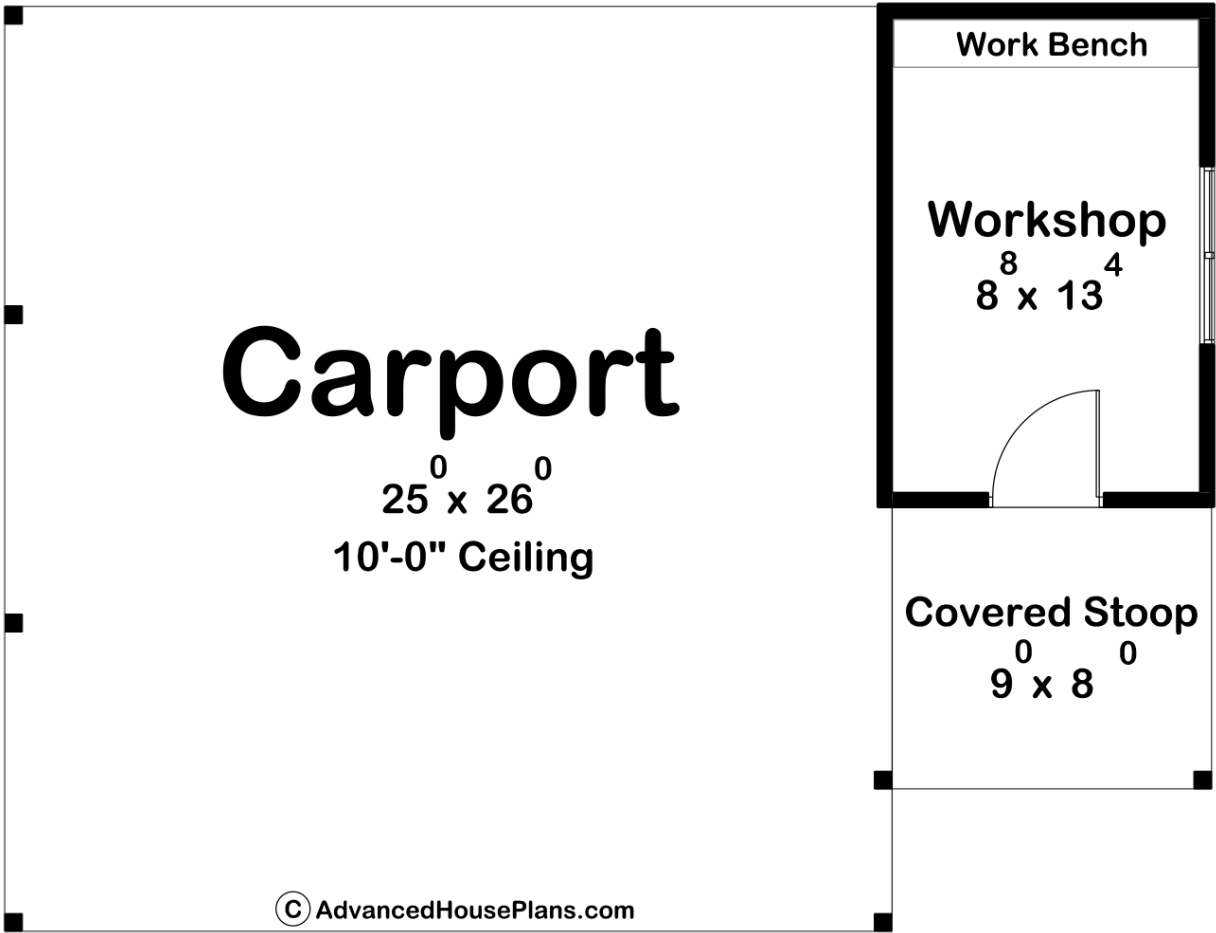 Work Bench
Workshop
8⁸ x 13⁴
Carport
25⁰ x 26⁰
10'-0" Ceiling
Covered Stoop
9⁰ x 8⁰
© AdvancedHousePlans.com